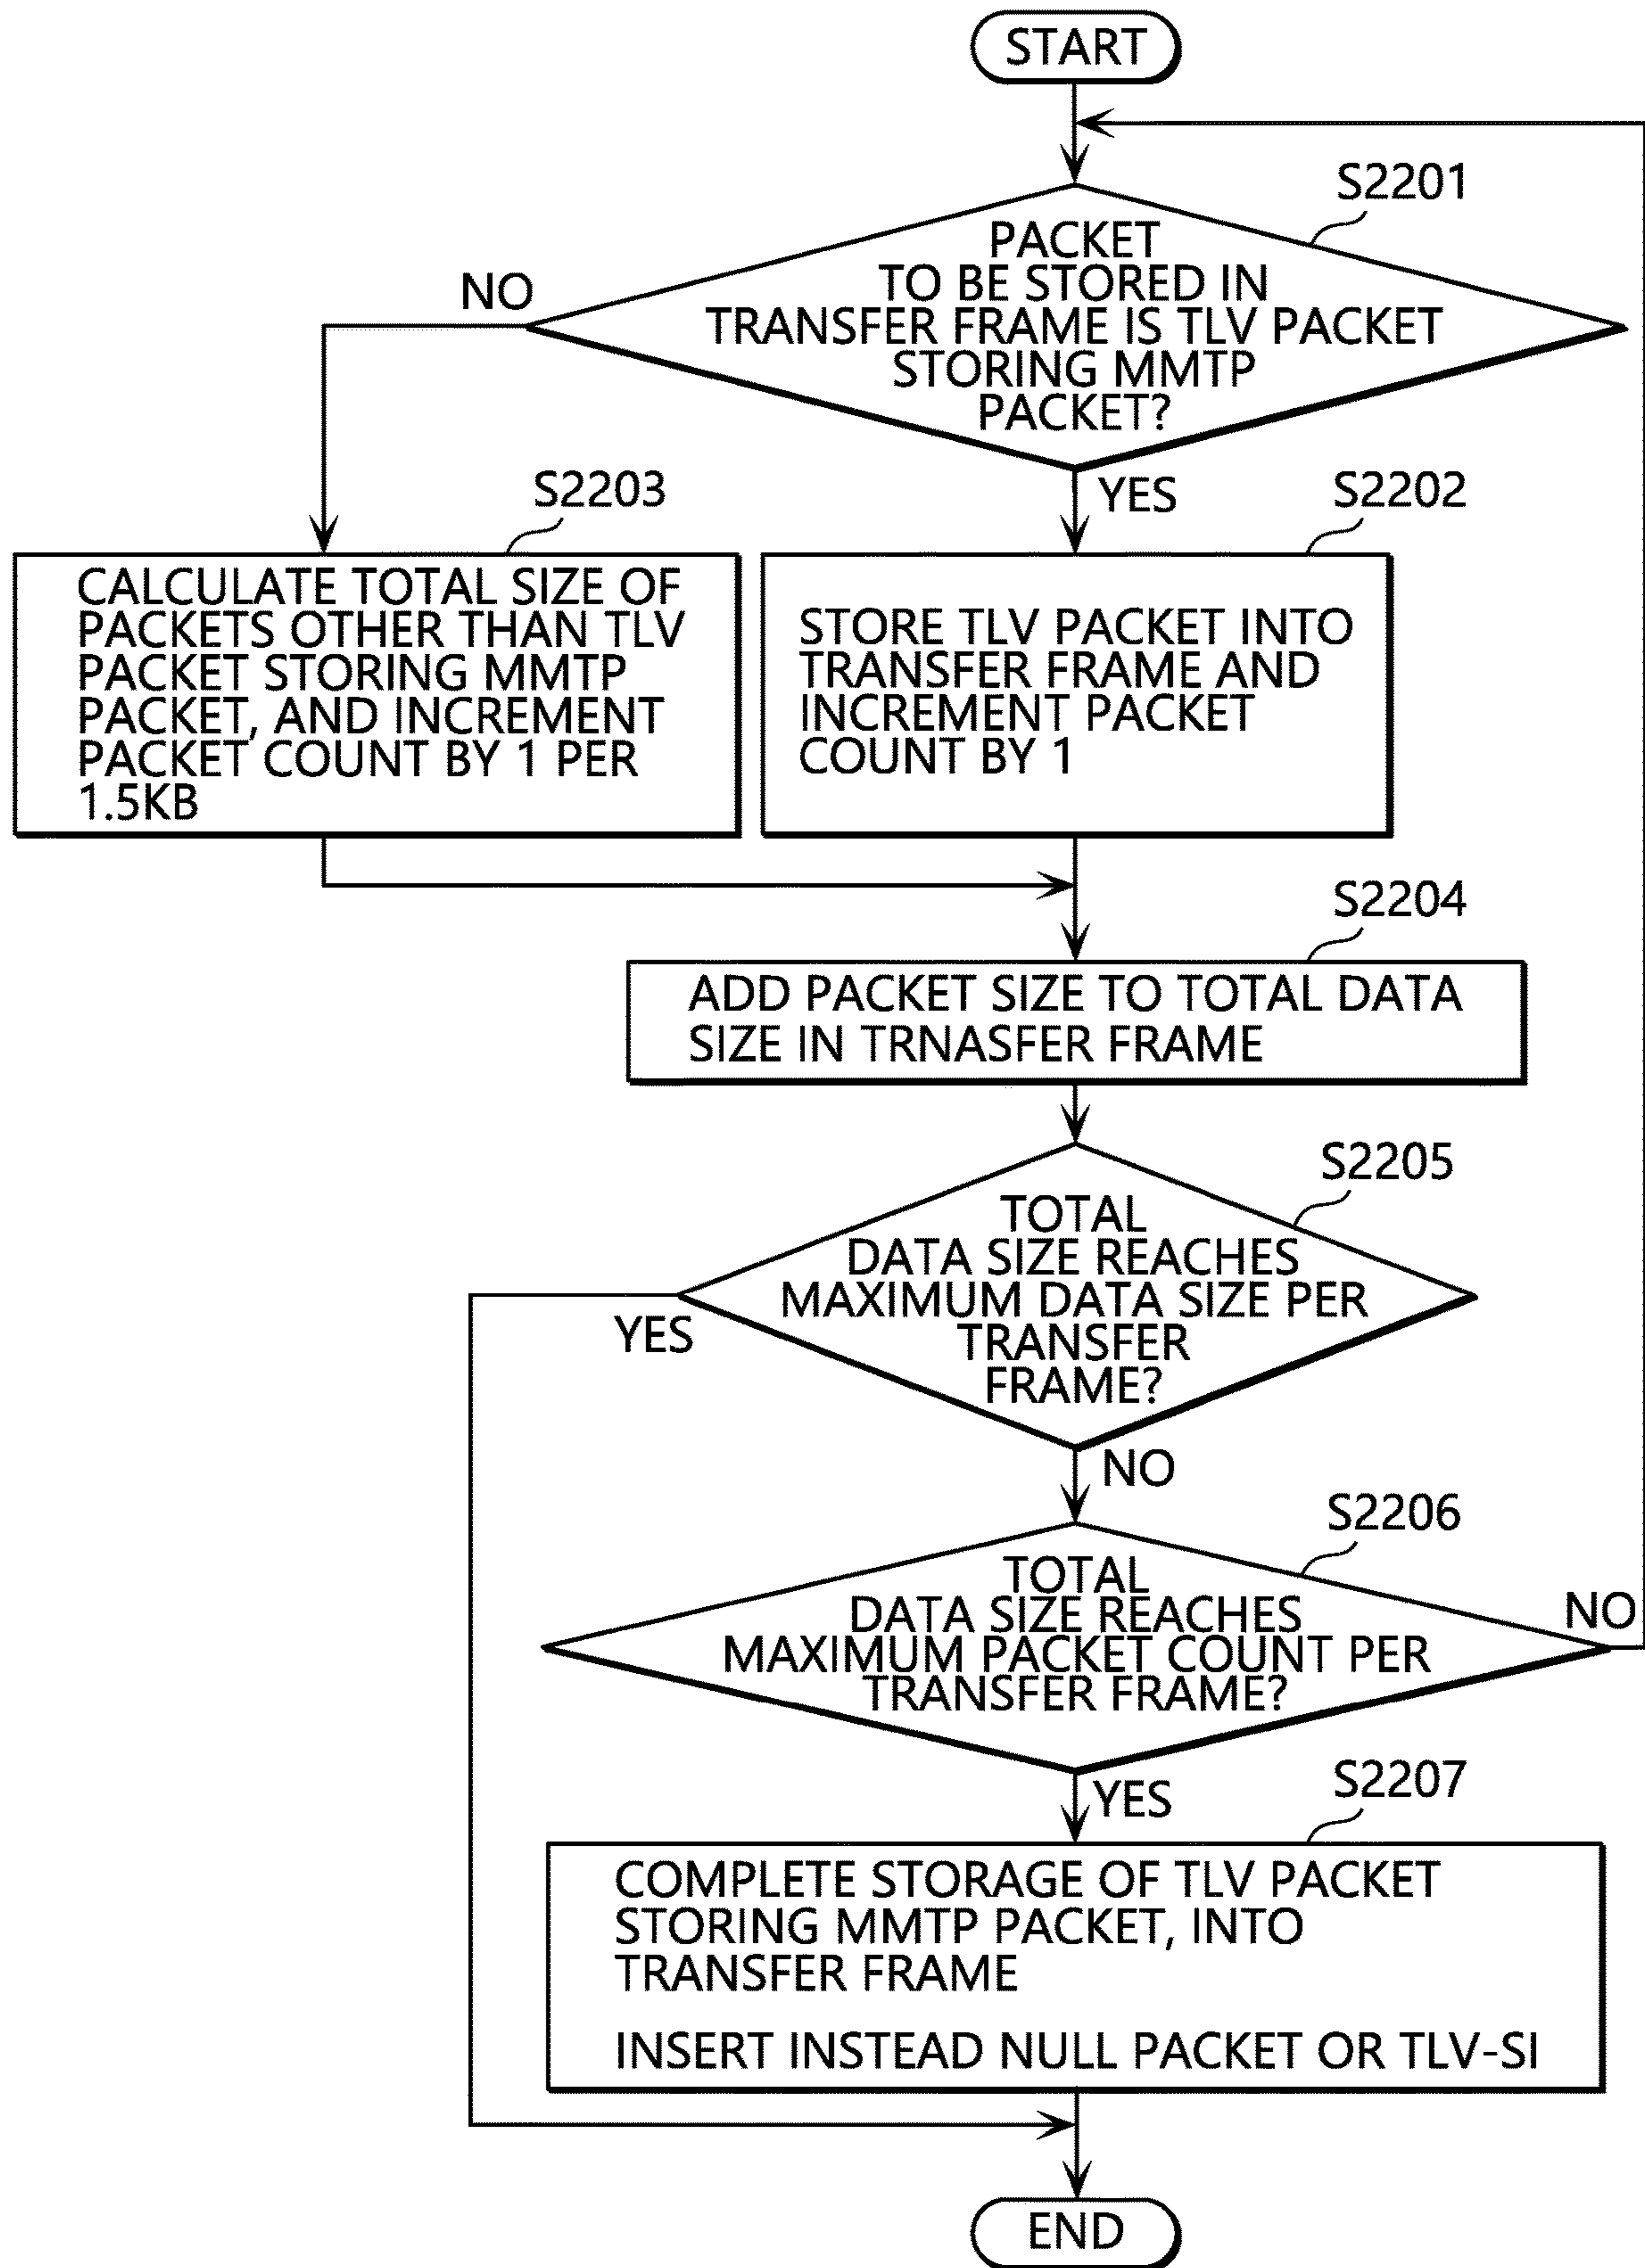 START
S2201
PACKET
TO BE STORED IN
TRANSFER FRAME IS TLV PACKET
STORING MMTP
PACKET?
NO
YES
S2203
CALCULATE TOTAL SIZE OF
PACKETS OTHER THAN TLV
PACKET STORING MMTP
PACKET, AND INCREMENT
PACKET COUNT BY 1 PER
1.5KB
S2202
STORE TLV PACKET INTO
TRANSFER FRAME AND
INCREMENT PACKET
COUNT BY 1
S2204
ADD PACKET SIZE TO TOTAL DATA
SIZE IN TRNASFER FRAME
S2205
TOTAL
DATA SIZE REACHES
MAXIMUM DATA SIZE PER
TRANSFER
FRAME?
YES
NO
S2206
TOTAL
DATA SIZE REACHES
MAXIMUM PACKET COUNT PER
TRANSFER FRAME?
NO
YES
S2207
COMPLETE STORAGE OF TLV PACKET
STORING MMTP PACKET, INTO
TRANSFER FRAME
INSERT INSTEAD NULL PACKET OR TLV-SI
END